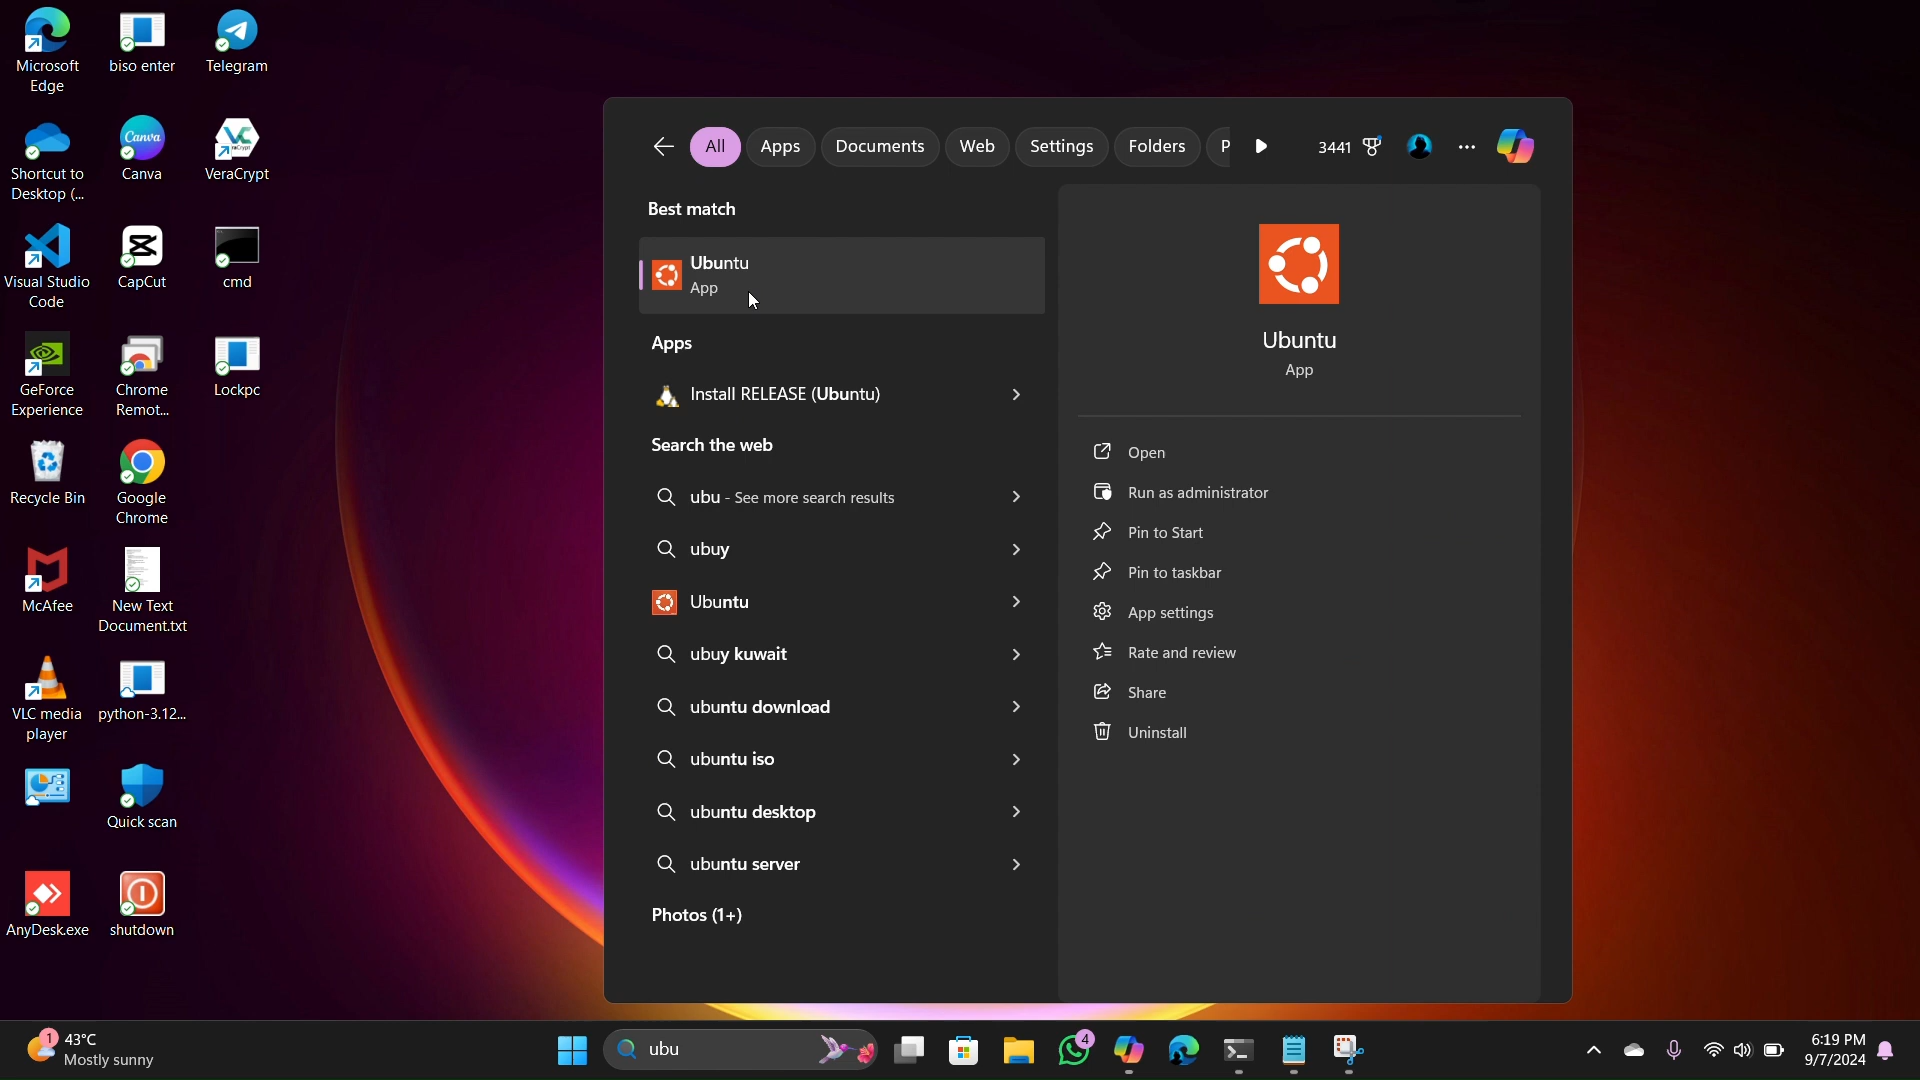 Microsoft
Edge
biso enter
Telegram
Shortcut to
Desktop (...
Canva
Canva
VeraCrypt
Visual Studio
Code
CapCut
cmd
GeForce
Experience
Chrome
Remot...
Lockpc
Recycle Bin
Google
Chrome
McAfee
New Text
Document.txt
VLC media
player
python-3.12...
Quick scan
AnyDesk.exe
shutdown
All
Apps
Documents
Web
Settings
Folders
P
3441
Best match
Ubuntu
App
Apps
Install RELEASE (Ubuntu)
Search the web
ubu - See more search results
ubuy
Ubuntu
ubuy kuwait
ubuntu download
ubuntu iso
ubuntu desktop
ubuntu server
Photos (1+)
Ubuntu
App
Open
Run as administrator
Pin to Start
Pin to taskbar
App settings
Rate and review
Share
Uninstall
1
43°C
Mostly sunny
ubu
4
6:19 PM
9/7/2024